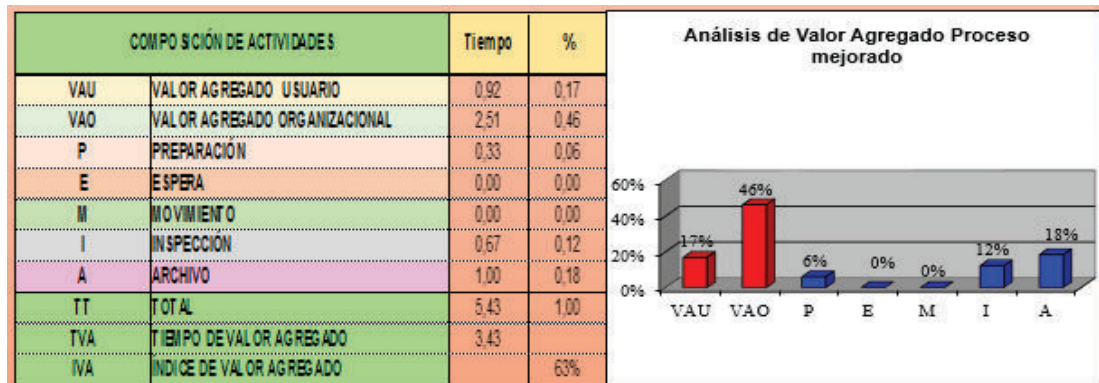 COMPOSICIÓN DE ACTIVIDADES Tiempo %
VAU VALOR AGREGADO USUARIO 0,92 0,17
VAO VALOR AGREGADO ORGANIZACIONAL 2,51 0,46
P PREPARACIÓN 0,33 0,06
E ESPERA 0,00 0,00
M MOVIMIENTO 0,00 0,00
I INSPECCIÓN 0,67 0,12
A ARCHIVO 1,00 0,18
TT TOTAL 5,43 1,00
TVA TIEMPO DE VALOR AGREGADO 3,43
IVA ÍNDICE DE VALOR AGREGADO 63%
Análisis de Valor Agregado Proceso
mejorado
60%
40%
20%
0%
17% 46% 6% 0% 0% 12% 18%
VAU VAO P E M I A